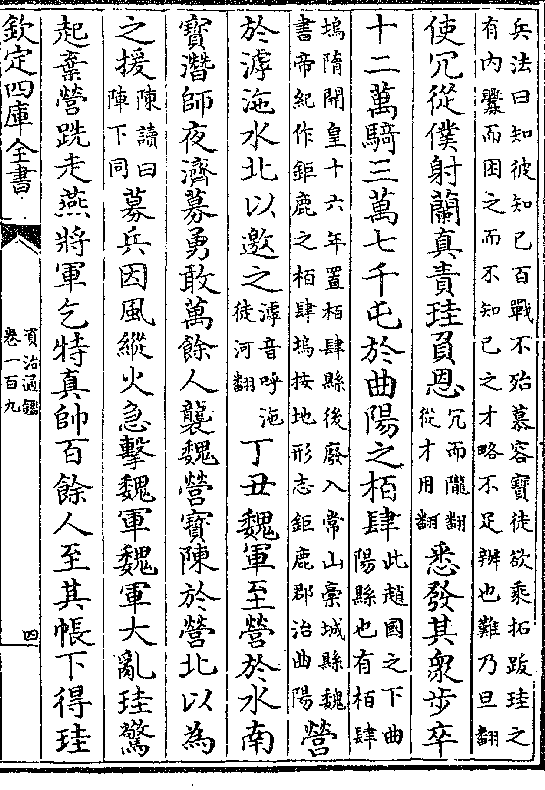 兵法曰知彼知己百戰不殆慕容寶徒欲乘拓跋珪之
有内釁而困之而不知己之才略不足辨也難乃旦翻
使冗從僕射蘭真責珪負恩
冗而隴翻
從才用翻
悉發其衆步卒
十二萬騎三萬七千屯於曲陽之栢肆
此趙國之下曲
陽縣也有栢肆
塢隋開皇十六年置栢肆縣後廢入常山藁城縣魏
書帝紀作鉅鹿之栢肆塢按地形志鉅鹿郡治曲陽
營
於滹沱水北以邀之
滹音呼沱
徒河翻
丁丑魏軍至營於水南
寶潛師夜濟募勇敢萬餘人襲魏營寶陳於營北以為
之援
陳讀曰
陣下同
募兵因風縱火急擊魏軍魏軍大亂珪驚
起棄營跣走燕將軍乞特真帥百餘人至其帳下得珪
欽定四庫全書
資治通鑑
卷一百九
四